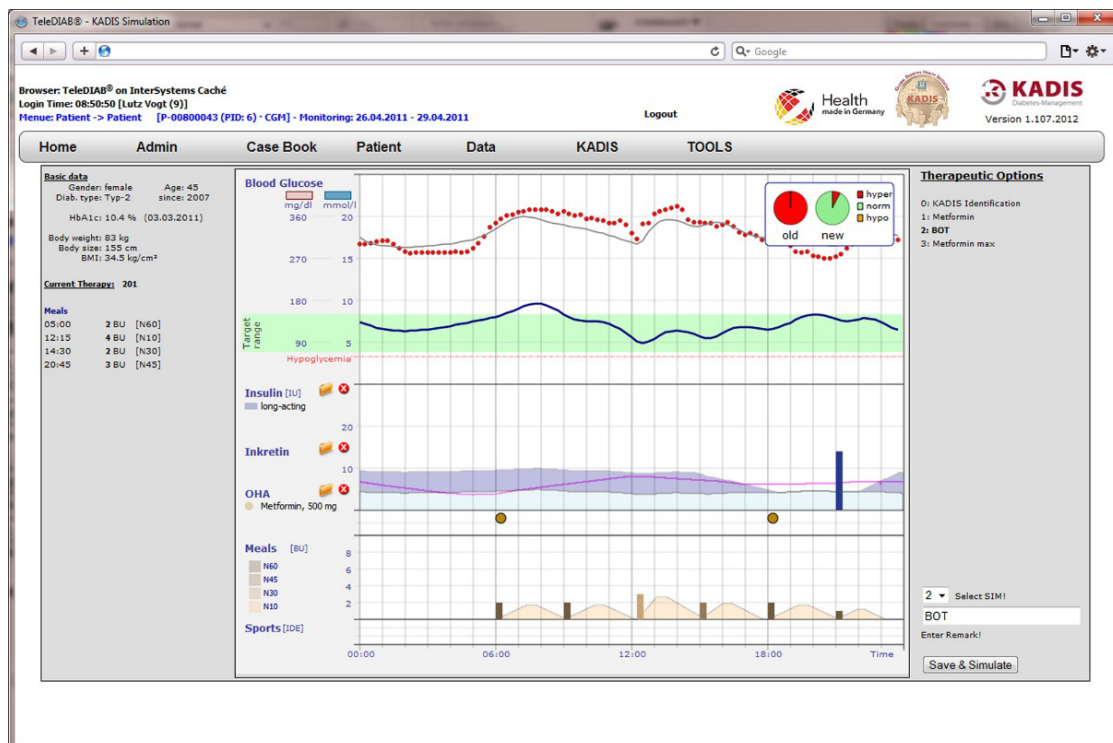 TeleDIAB® - KADIS Simulation
Google
Browser: TeleDIAB® on InterSystems Caché
Login Time: 08:50:50 [Lutz Vogt (9)]
Menue: Patient -> Patient [P-00800043 (PID: 6) · CGM] - Monitoring: 26.04.2011 - 29.04.2011
Logout
Health
made in Germany
KADIS
KADIS
Diabetes-Management
Version 1.107.2012
Home Admin Case Book Patient Data KADIS TOOLS
Basic data
Gender: female Age: 45
Diab. type: Typ-2 since: 2007
HbA1c: 10.4 % (03.03.2011)
Body weight: 83 kg
Body size: 155 cm
BMI: 34.5 kg/cm²
Current Therapy: 201
Meals
05:00 2 BU [N60]
12:15 4 BU [N10]
14:30 2 BU [N30]
20:45 3 BU [N45]
Blood Glucose
mg/dl mmol/l
360 20
270 15
180 10
90 5
Target range
Hypoglycemia
old new
hyper
norm
hypo
Insulin [IU]
long-acting
20
Inkretin
10
OHA
Metformin, 500 mg
Meals [BU]
8
6
4
2
N60
N45
N30
N10
Sports [IDE]
00:00 06:00 12:00 18:00 Time
Therapeutic Options
0: KADIS Identification
1: Metformin
2: BOT
3: Metformin max
2 Select SIM!
BOT
Enter Remark!
Save & Simulate